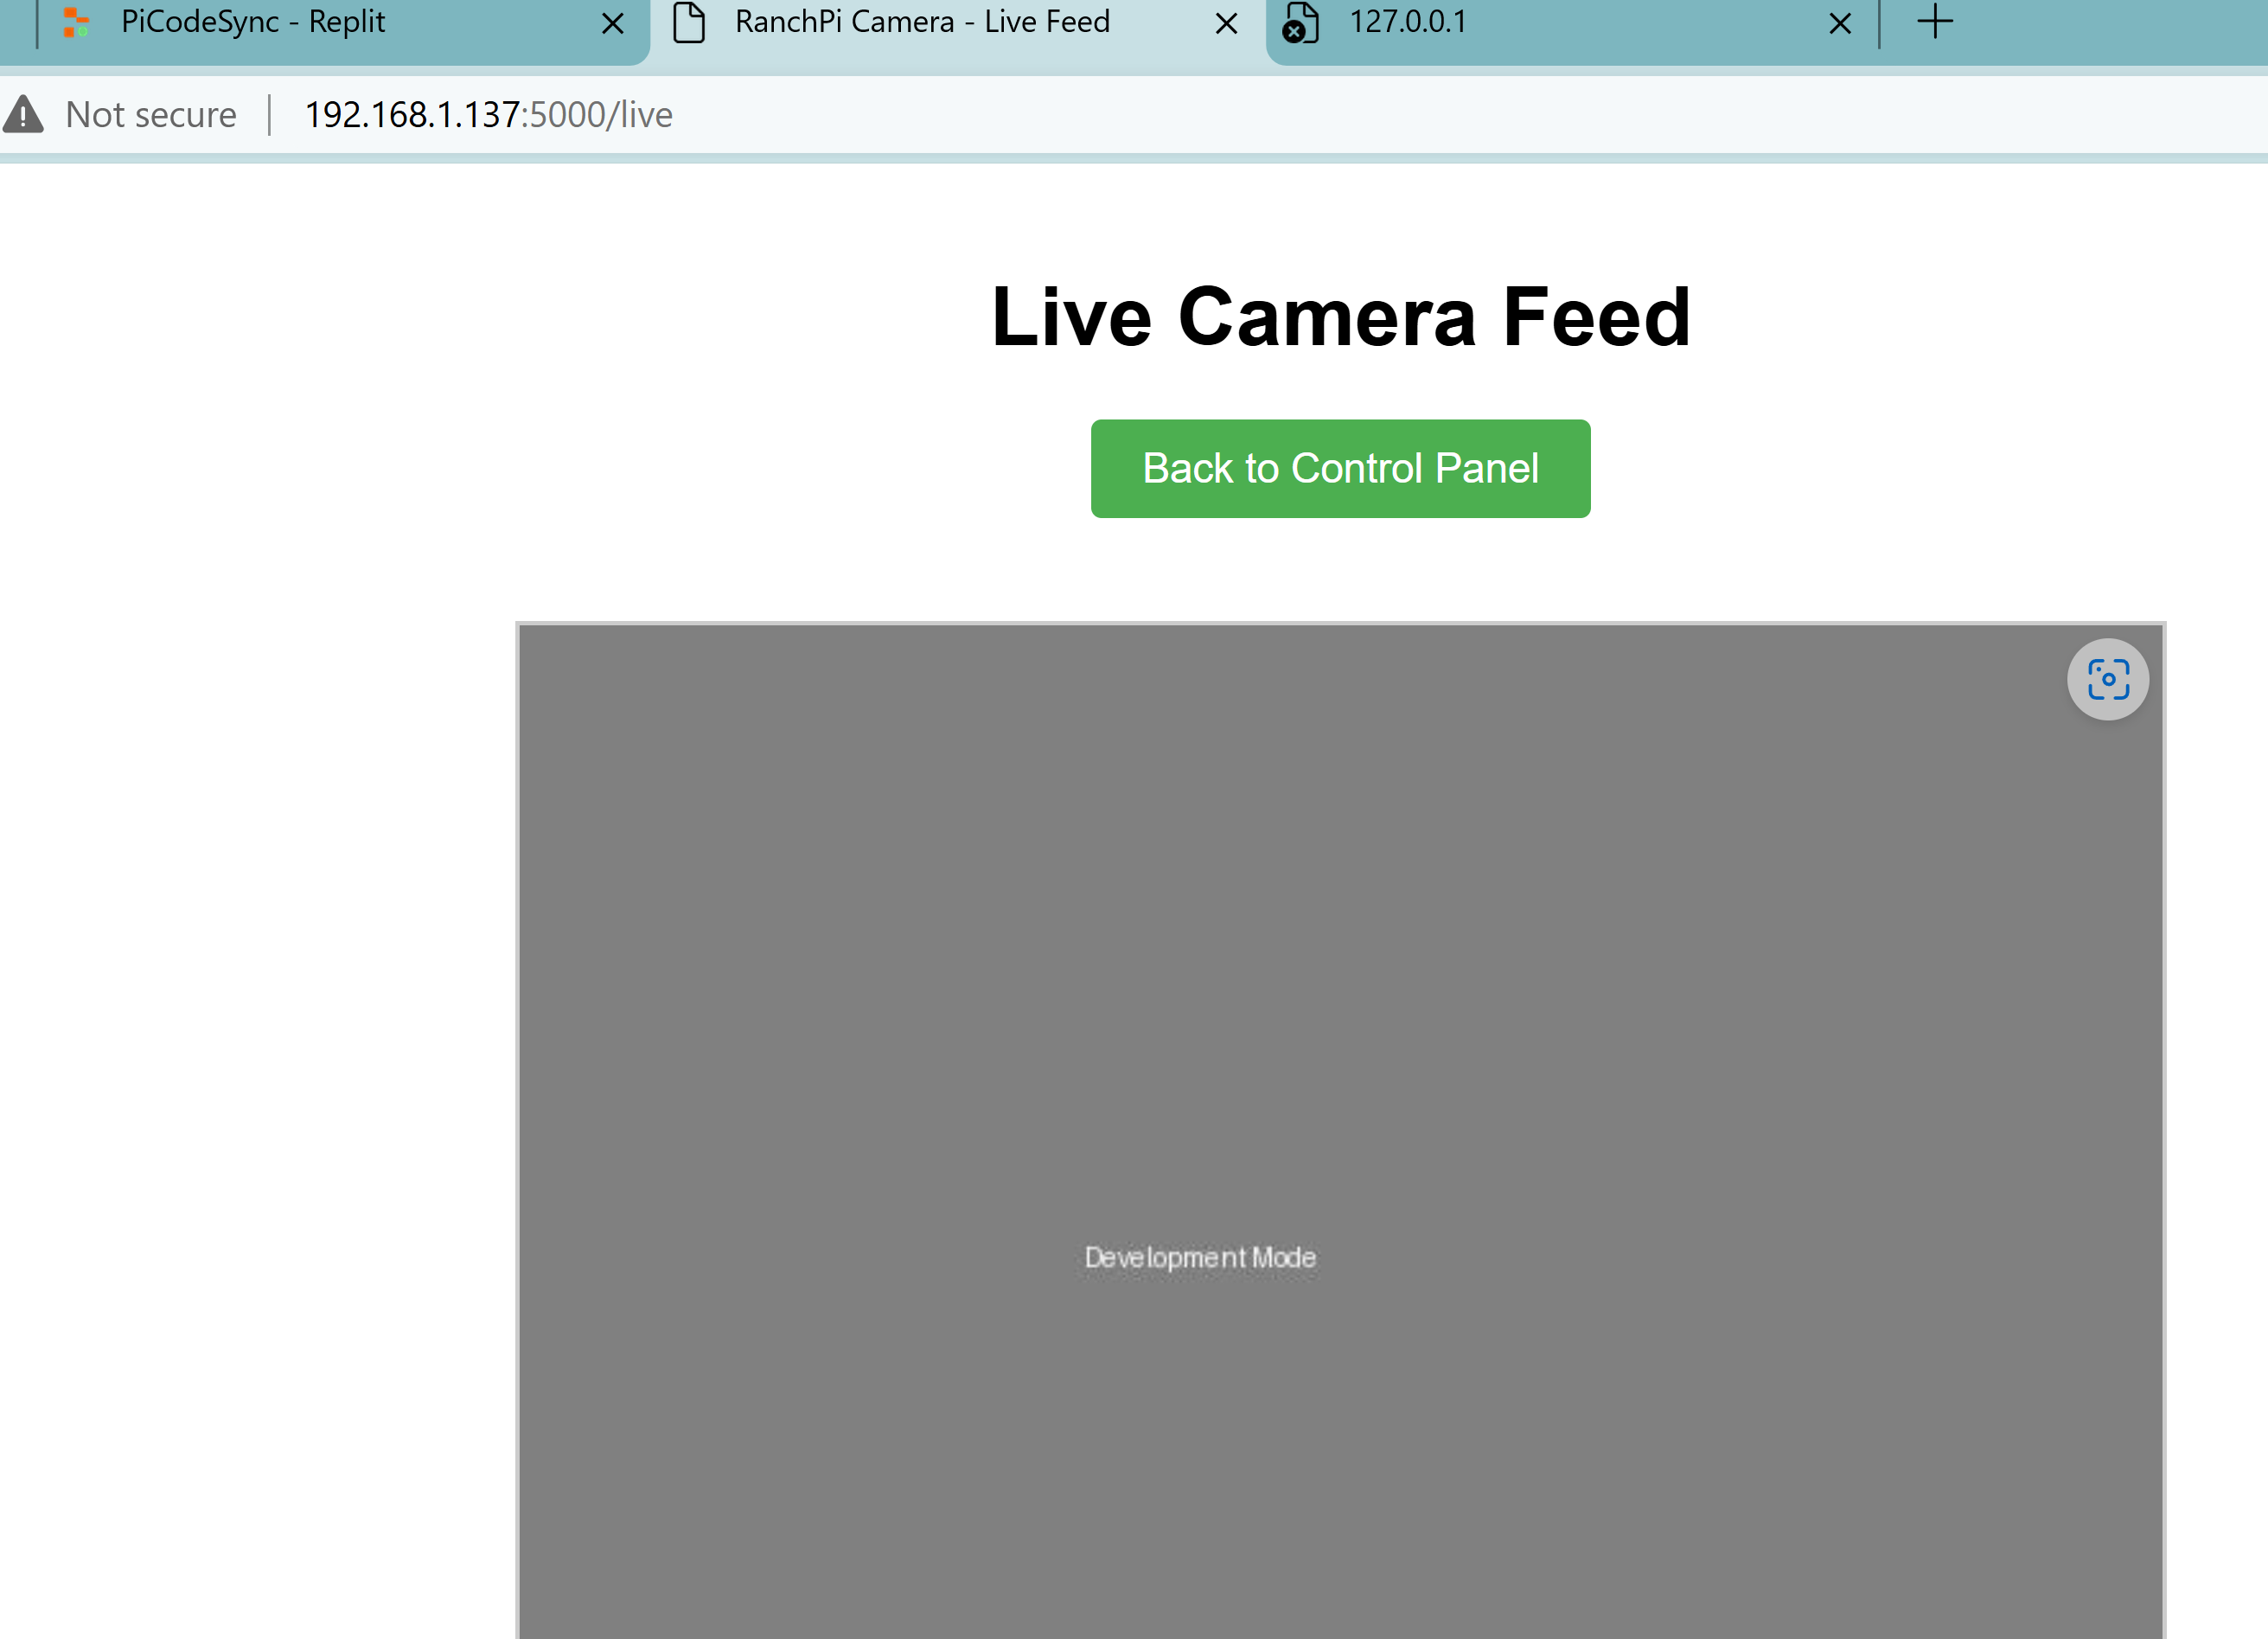 PiCodeSync - Replit
RanchPi Camera - Live Feed
127.0.0.1
Not secure
192.168.1.137:5000/live
Live Camera Feed
Back to Control Panel
Development Mode